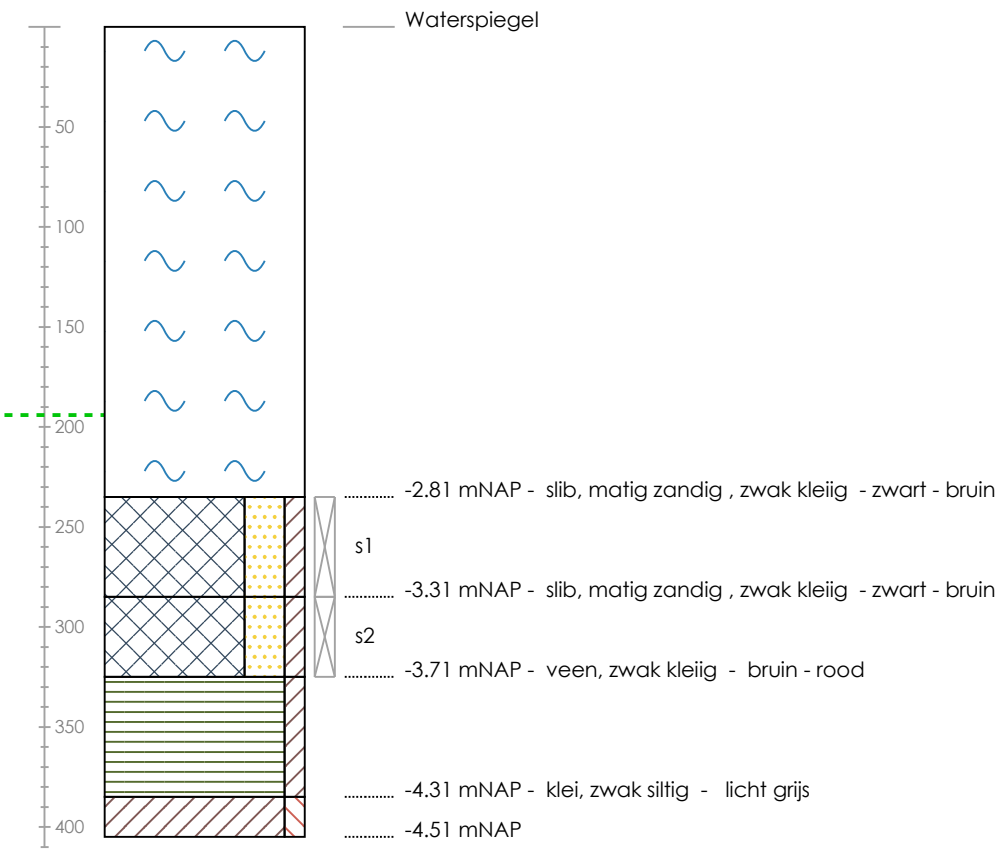 Waterspiegel
50
100
150
200
-2.81 mNAP - slib, matig zandig , zwak kleiig - zwart - bruin
250
s1
-3.31 mNAP - slib, matig zandig , zwak kleiig - zwart - bruin
300
s2
-3.71 mNAP - veen, zwak kleiig - bruin - rood
350
-4.31 mNAP - klei, zwak siltig - licht grijs
400
-4.51 mNAP